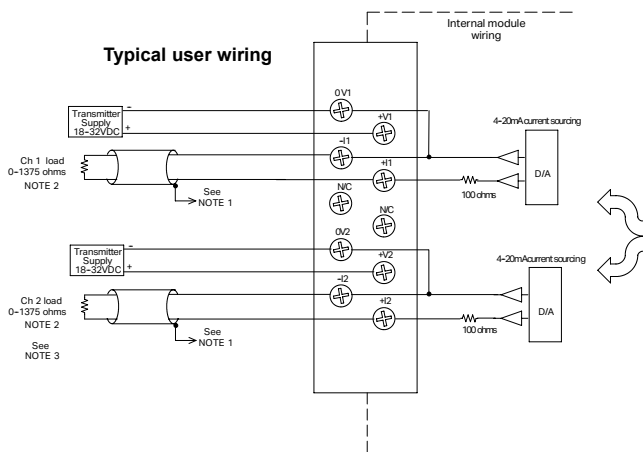 Internal module
wiring
Typical user wiring
0V1
Transmitter
Supply
18-32VDC
-
+
+V1
4-20mA current sourcing
-I1
Ch 1 load
0-1375 ohms
NOTE 2
+I1
D/A
100 ohms
See
NOTE 1
N/C
N/C
0V2
Transmitter
Supply
18-32VDC
-
+
+V2
4-20mA current sourcing
-I2
Ch 2 load
0-1375 ohms
NOTE 2
+I2
D/A
100 ohms
See
NOTE 1
See
NOTE 3